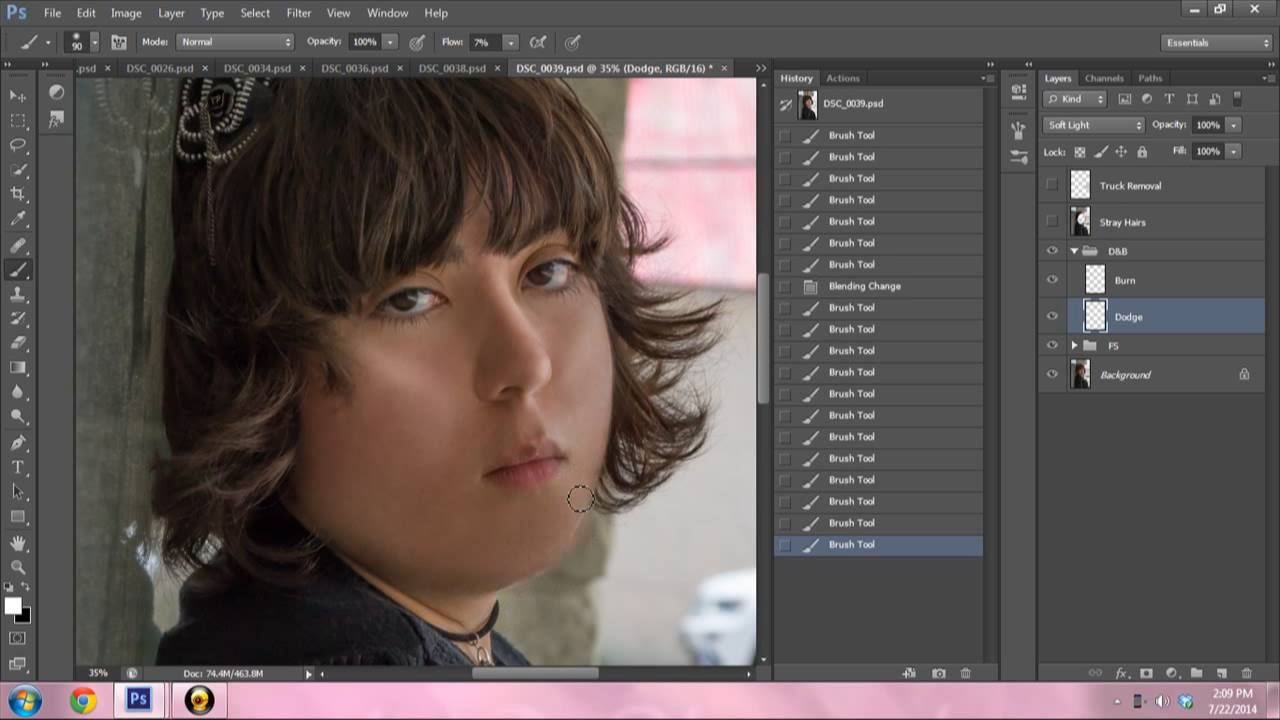 Ps File Edit Image Layer Type Select Filter View Window Help
90 Mode: Normal Opacity: 100% Flow: 7% Essentials
.psd × DSC_0026.psd × DSC_0034.psd × DSC_0036.psd × DSC_0038.psd × DSC_0039.psd @ 35% (Dodge, RGB/16) * ×
History Actions
DSC_0039.psd
Brush Tool
Brush Tool
Brush Tool
Brush Tool
Brush Tool
Brush Tool
Brush Tool
Blending Change
Brush Tool
Brush Tool
Brush Tool
Brush Tool
Brush Tool
Brush Tool
Brush Tool
Brush Tool
Brush Tool
Brush Tool
Brush Tool
Brush Tool
Layers Channels Paths
Kind
Soft Light Opacity: 100%
Lock: Fill: 100%
Truck Removal
Stray Hairs
D&B
Burn
Dodge
FS
Background
35% Doc: 74.4M/463.8M
Ps
2:09 PM
7/22/2014